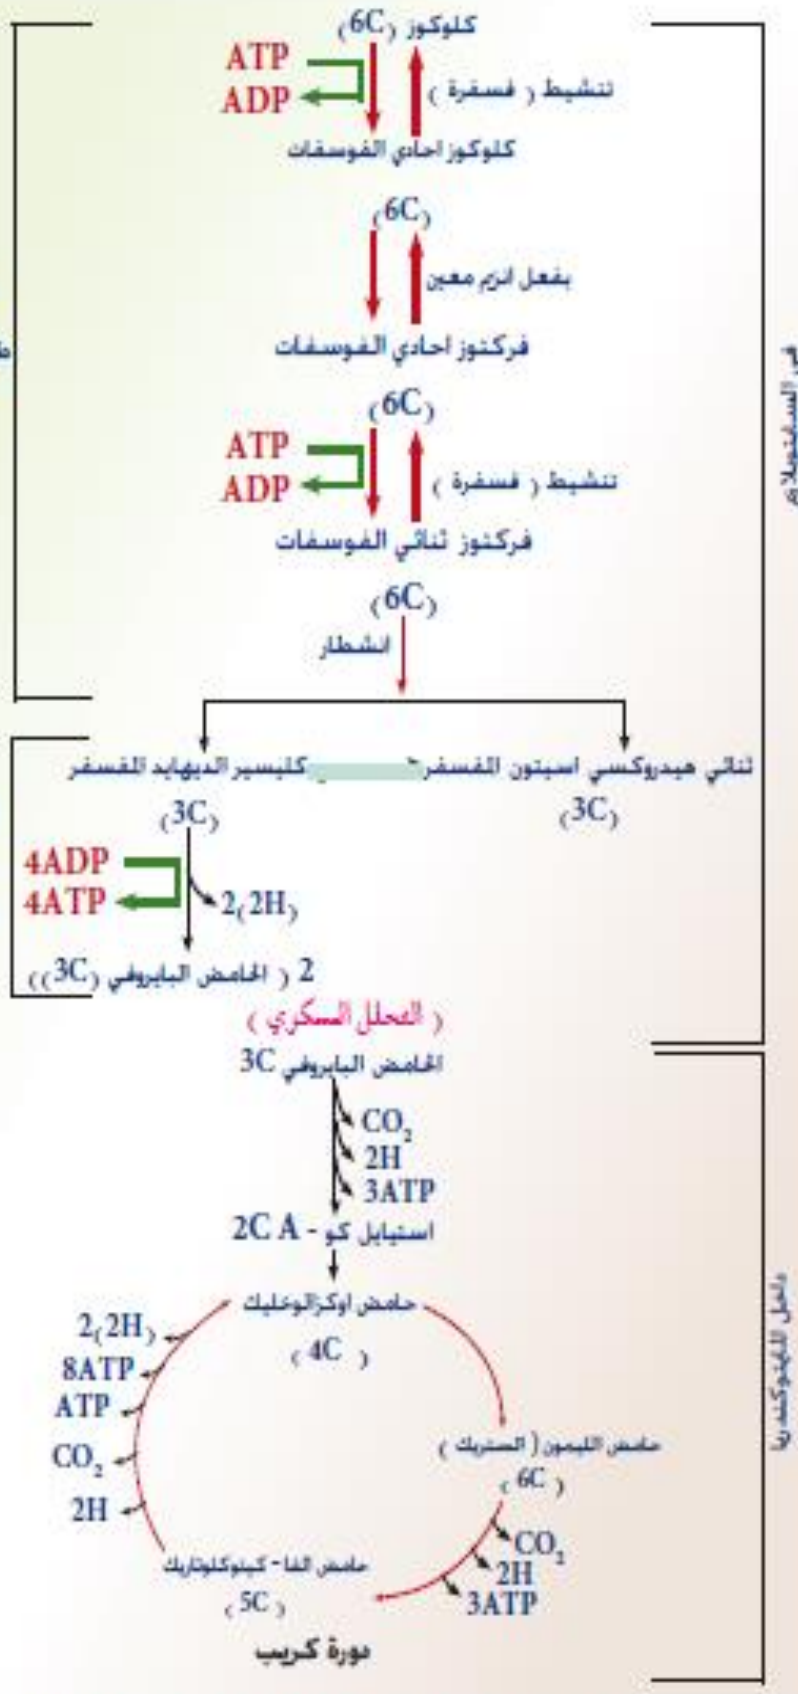 كلوكوز (6C)
ATP
ADP
تنشيط ( فسفرة )
كلوكوز احادي الفوسفات
(6C)
بفعل انزيم معين
فركتوز احادي الفوسفات
(6C)
ATP
ADP
تنشيط ( فسفرة )
فركتوز ثنائي الفوسفات
(6C)
انشطار
ثنائي هيدروكسي اسيتون المفسفر
كليسير الديهايد المفسفر
(3C)
(3C)
4ADP
4ATP
2(2H)
2 ( الحامض البايروفي (3C))
( التحلل السكري )
في السايتوبلازم
الحامض البايروفي 3C
CO₂
2H
3ATP
استيايل كو - 2C A
حامض اوكزالوخليك
(4C )
2(2H)
8ATP
ATP
CO₂
2H
حامض الليمون ( الستريك )
(6C )
CO₂
2H
3ATP
حامض الفا - كيتوكلوتاريك
(5C )
دورة كريب
داخل المايتوكندريا